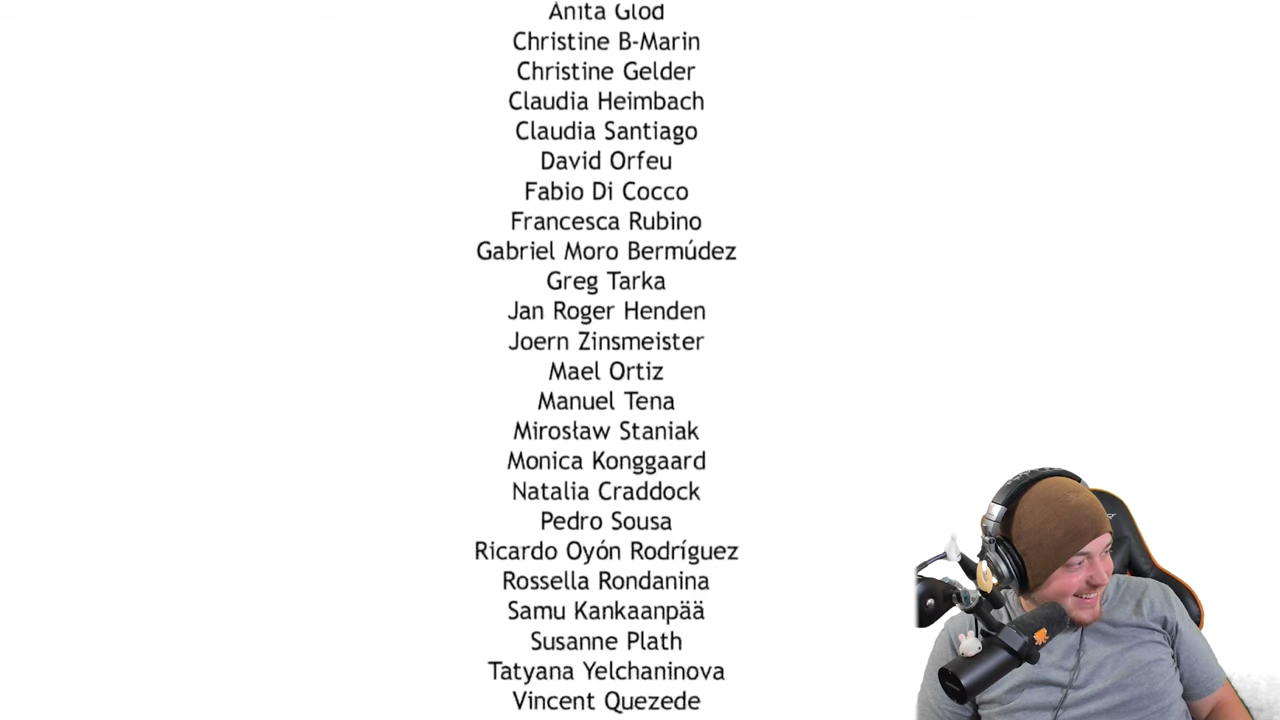 Anita Glod
Christine B-Marin
Christine Gelder
Claudia Heimbach
Claudia Santiago
David Orfeu
Fabio Di Cocco
Francesca Rubino
Gabriel Moro Bermúdez
Greg Tarka
Jan Roger Henden
Joern Zinsmeister
Mael Ortiz
Manuel Tena
Mirosław Staniak
Monica Konggaard
Natalia Craddock
Pedro Sousa
Ricardo Oyón Rodríguez
Rossella Rondanina
Samu Kankaanpää
Susanne Plath
Tatyana Yelchaninova
Vincent Quezede